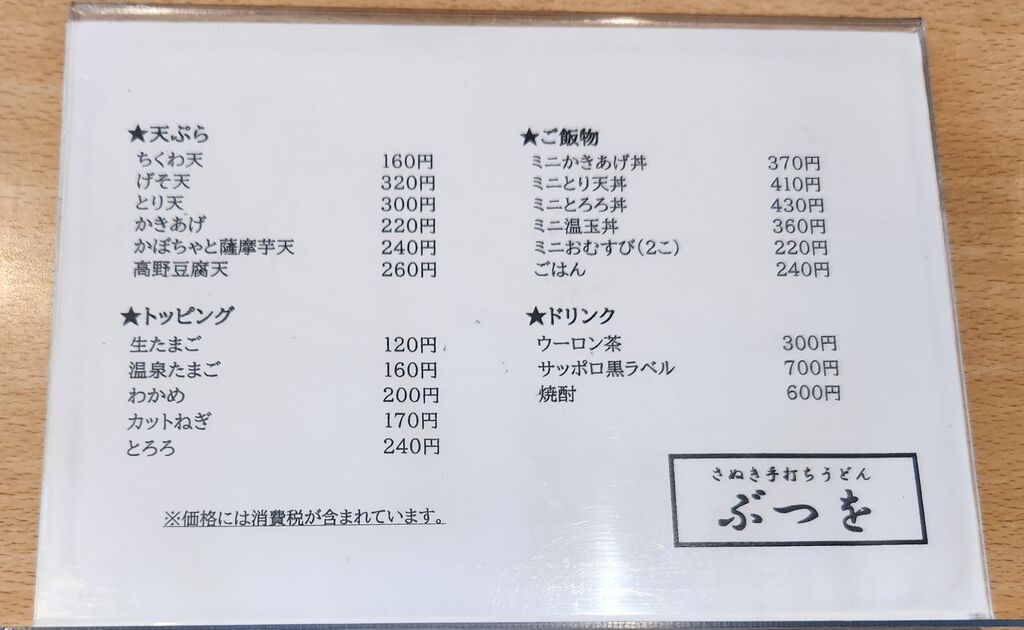 ★天ぷら
ちくわ天 160円
げそ天 320円
とり天 300円
かきあげ 220円
かぼちゃと薩摩芋天 240円
高野豆腐天 260円
★トッピング
生たまご 120円
温泉たまご 160円
わかめ 200円
カットねぎ 170円
とろろ 240円
※価格には消費税が含まれています。
★ご飯物
ミニかきあげ丼 370円
ミニとり天丼 410円
ミニとろろ丼 430円
ミニ温玉丼 360円
ミニおむすび(2こ) 220円
ごはん 240円
★ドリンク
ウーロン茶 300円
サッポロ黒ラベル 700円
焼酎 600円
さぬき手打ちうどん
ぶつを